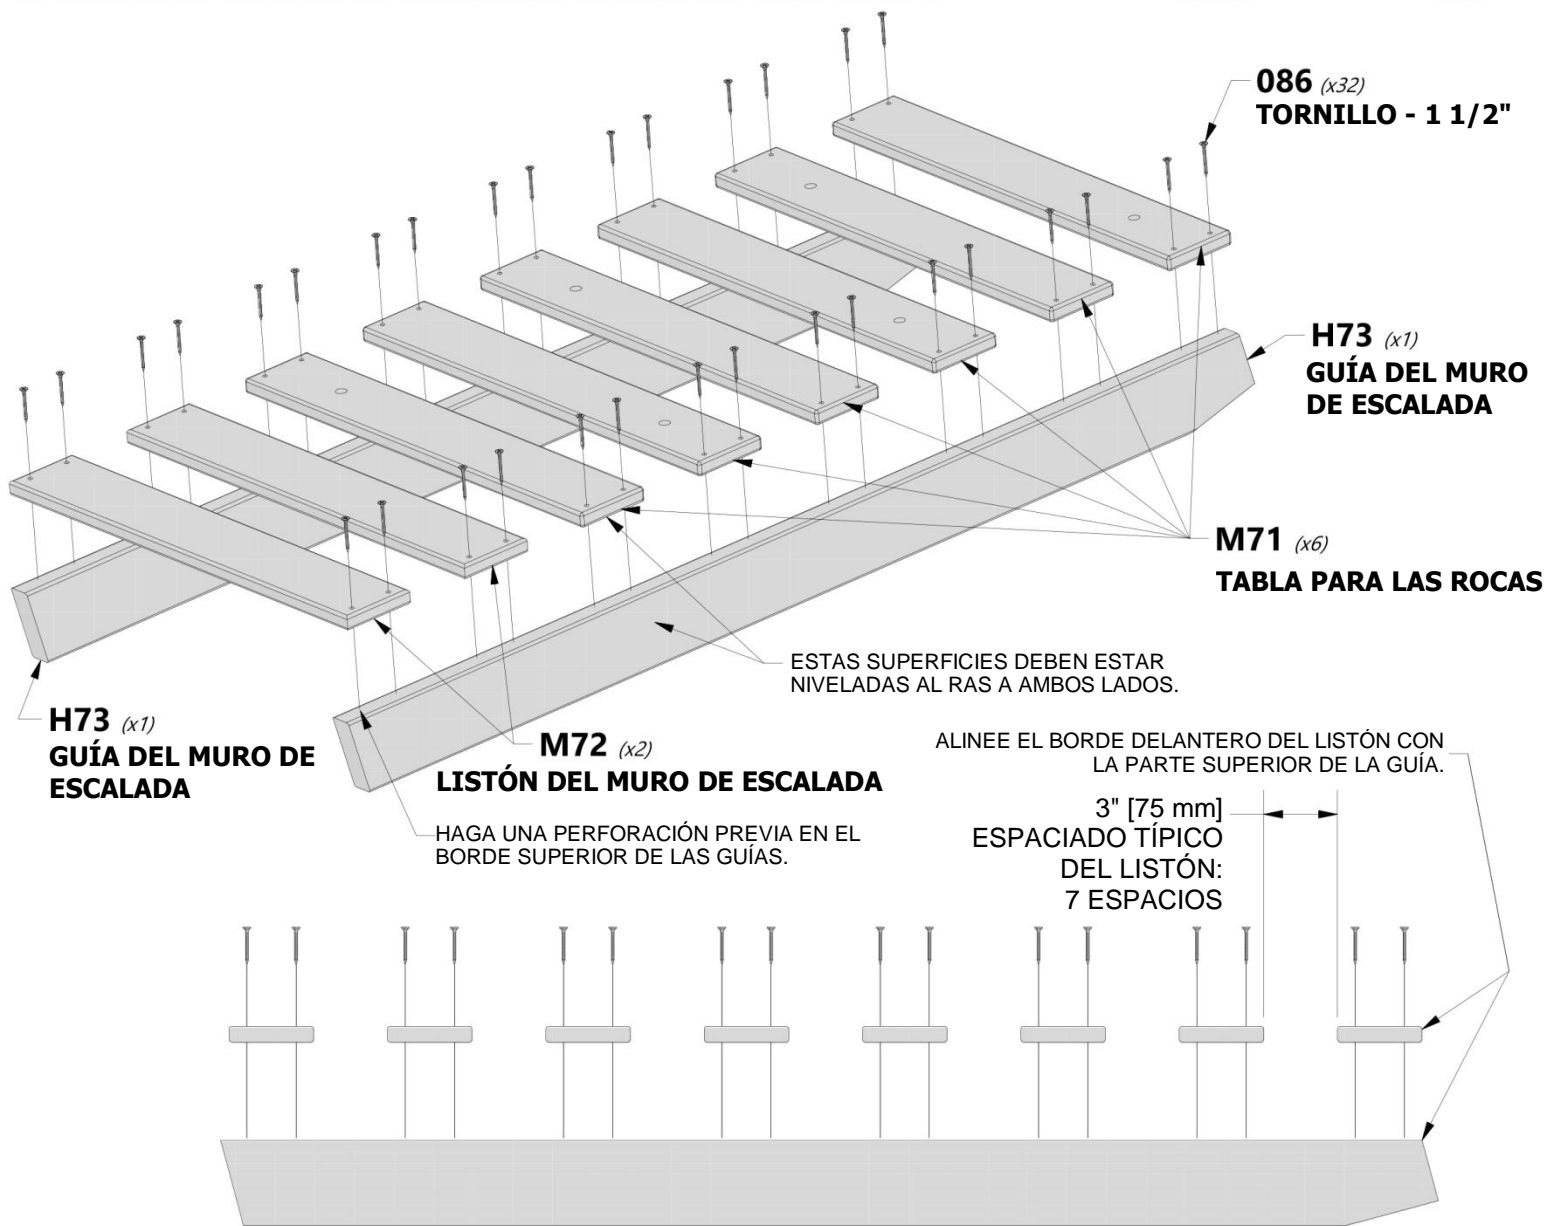 086 (x32)
TORNILLO - 1 1/2"
H73 (x1)
GUÍA DEL MURO
DE ESCALADA
M71 (x6)
TABLA PARA LAS ROCAS
ESTAS SUPERFICIES DEBEN ESTAR
NIVELADAS AL RAS A AMBOS LADOS.
H73 (x1)
GUÍA DEL MURO DE
ESCALADA
M72 (x2)
LISTÓN DEL MURO DE ESCALADA
ALINEE EL BORDE DELANTERO DEL LISTÓN CON
LA PARTE SUPERIOR DE LA GUÍA.
HAGA UNA PERFORACIÓN PREVIA EN EL
BORDE SUPERIOR DE LAS GUÍAS.
3" [75 mm]
ESPACIADO TÍPICO
DEL LISTÓN:
7 ESPACIOS